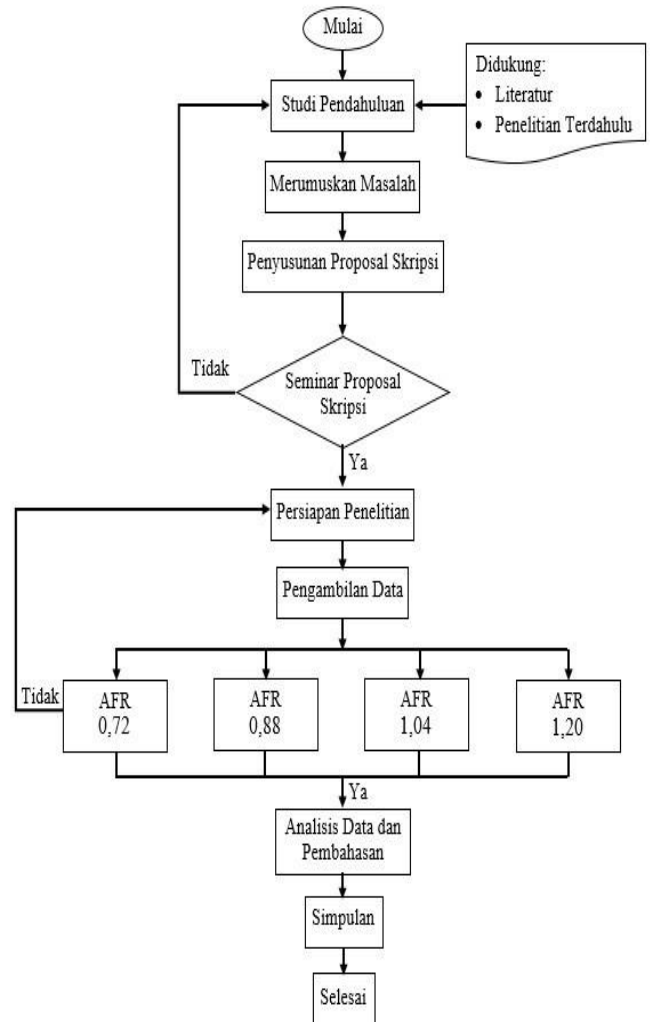 Mulai
Didukung:
• Literatur
• Penelitian Terdahulu
Studi Pendahuluan
Merumuskan Masalah
Penyusunan Proposal Skripsi
Tidak
Seminar Proposal
Skripsi
Ya
Persiapan Penelitian
Pengambilan Data
Tidak
AFR
0,72
AFR
0,88
AFR
1,04
AFR
1,20
Ya
Analisis Data dan
Pembahasan
Simpulan
Selesai